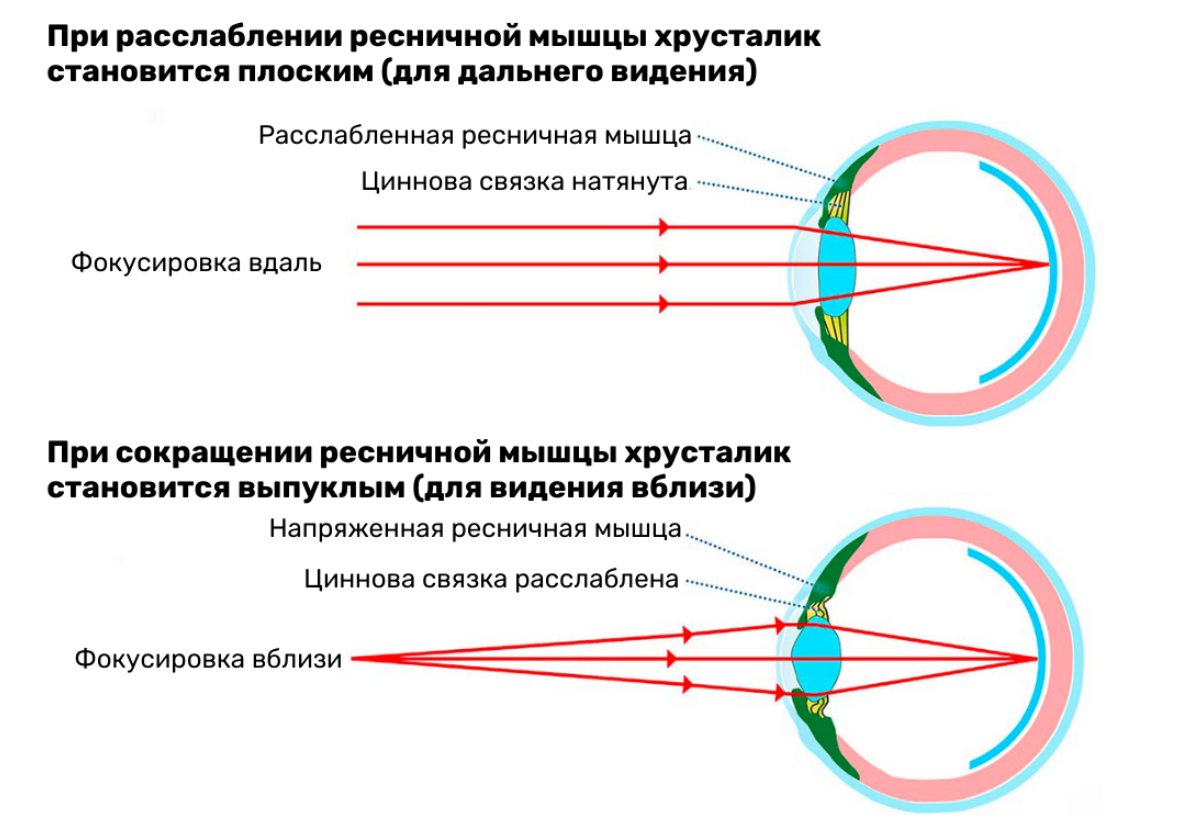 При расслаблении ресничной мышцы хрусталик
становится плоским (для дальнего видения)
Расслабленная ресничная мышца
Циннова связка натянута
Фокусировка вдаль
При сокращении ресничной мышцы хрусталик
становится выпуклым (для видения вблизи)
Напряженная ресничная мышца
Циннова связка расслаблена
Фокусировка вблизи